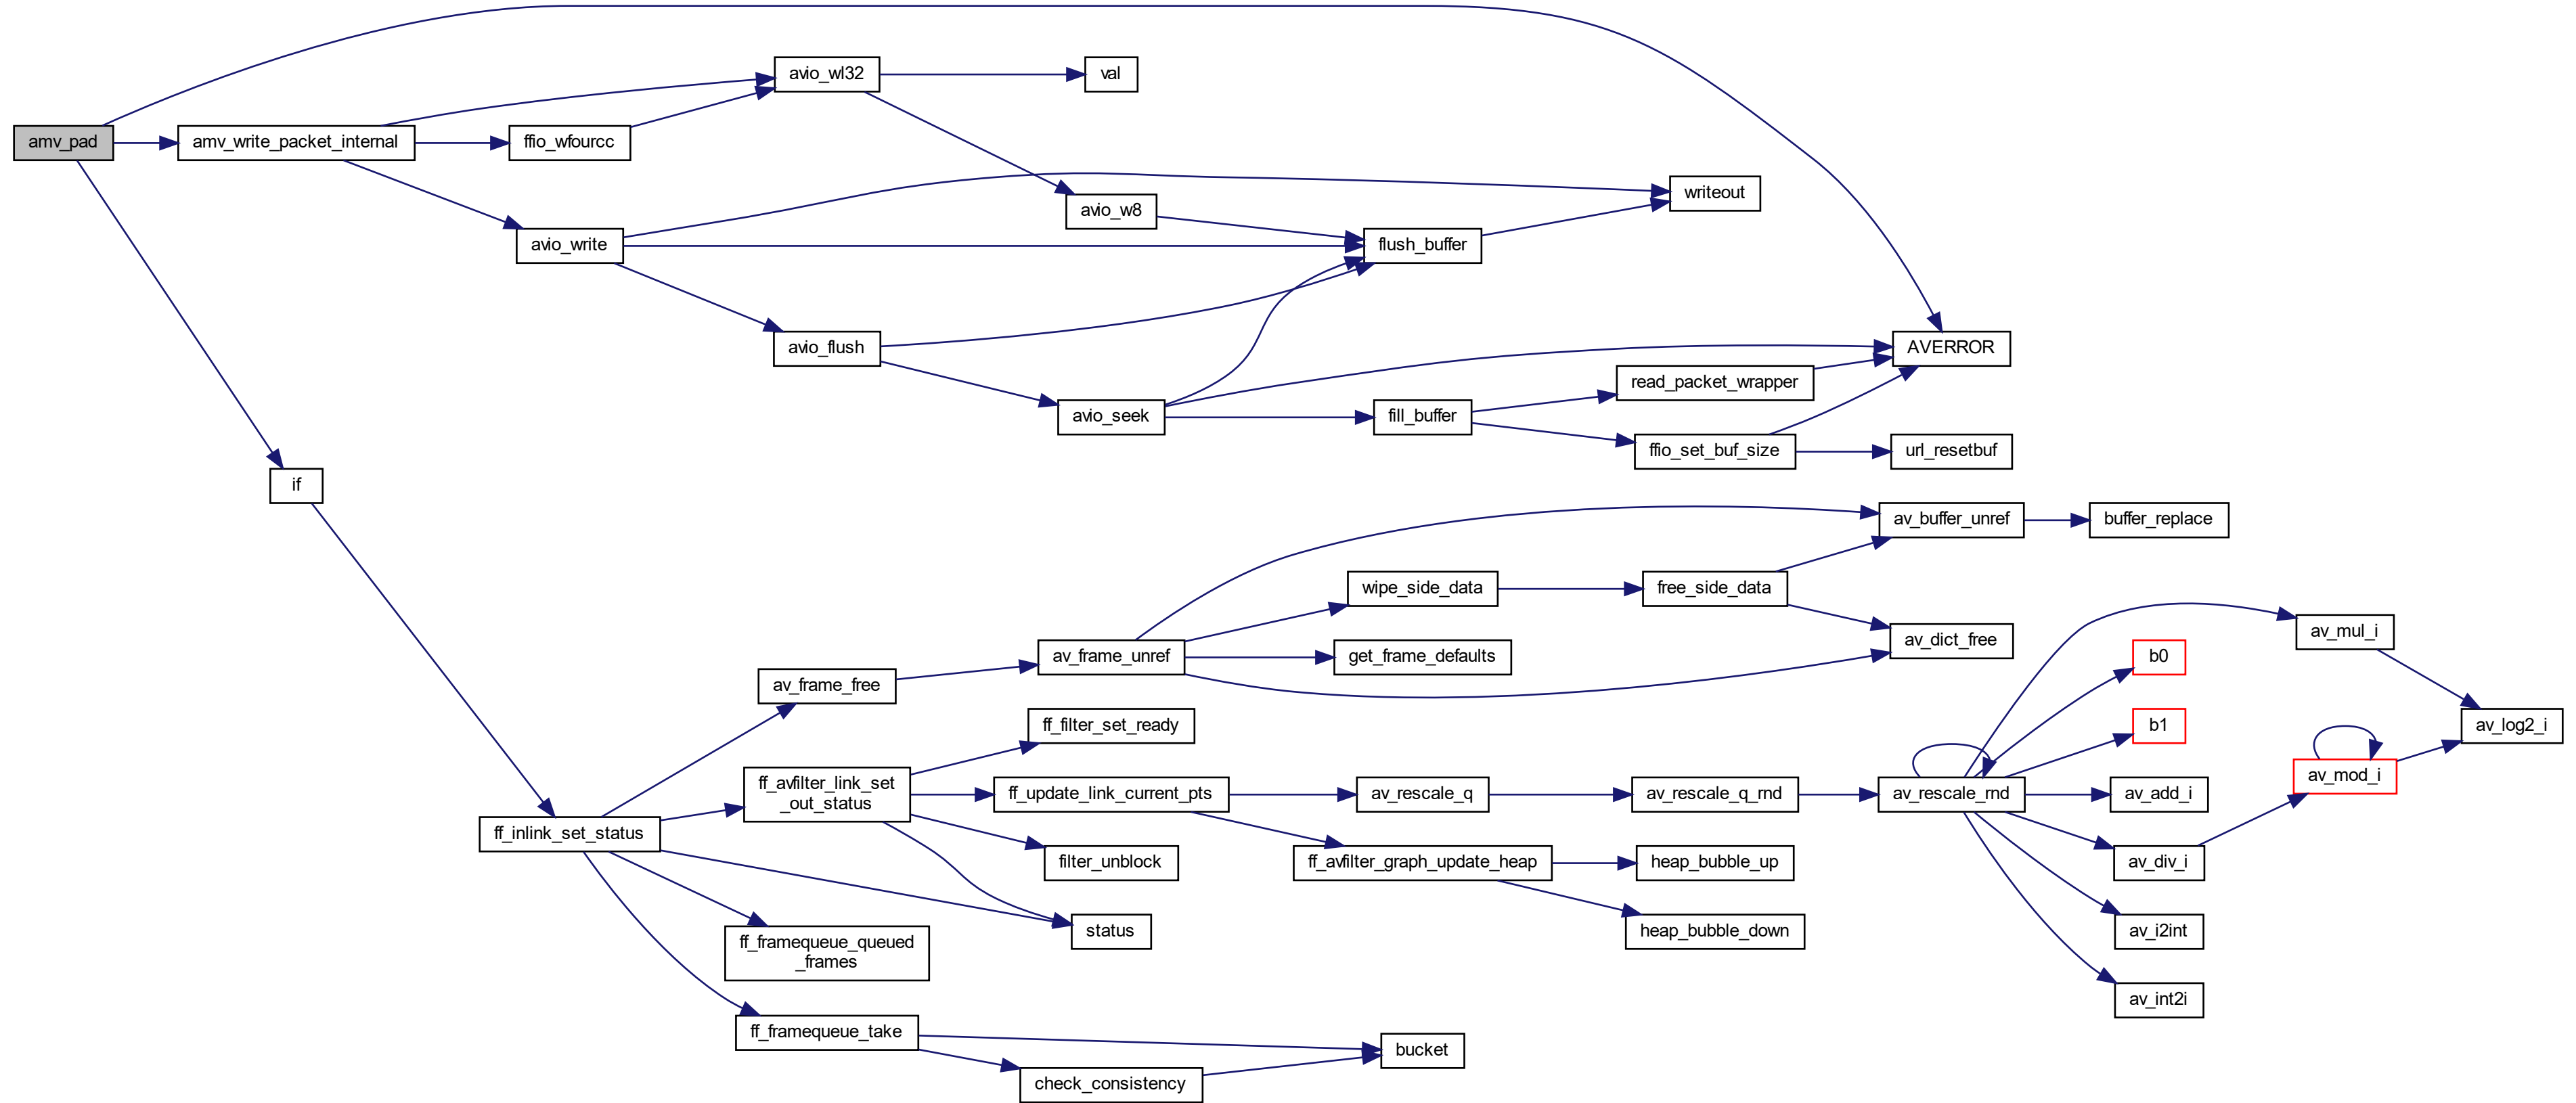 avio_wl32
val
amv_pad
amv_write_packet_internal
ffio_wfourcc
writeout
avio_w8
avio_write
flush_buffer
avio_flush
AVERROR
read_packet_wrapper
avio_seek
fill_buffer
ffio_set_buf_size
url_resetbuf
if
av_buffer_unref
buffer_replace
wipe_side_data
free_side_data
av_mul_i
av_dict_free
av_frame_unref
get_frame_defaults
b0
av_frame_free
ff_filter_set_ready
b1
av_log2_i
av_mod_i
ff_avfilter_link_set
_out_status
ff_update_link_current_pts
av_rescale_q
av_rescale_q_rnd
av_rescale_rnd
av_add_i
ff_inlink_set_status
filter_unblock
ff_avfilter_graph_update_heap
heap_bubble_up
av_div_i
status
heap_bubble_down
av_i2int
ff_framequeue_queued
_frames
av_int2i
ff_framequeue_take
bucket
check_consistency